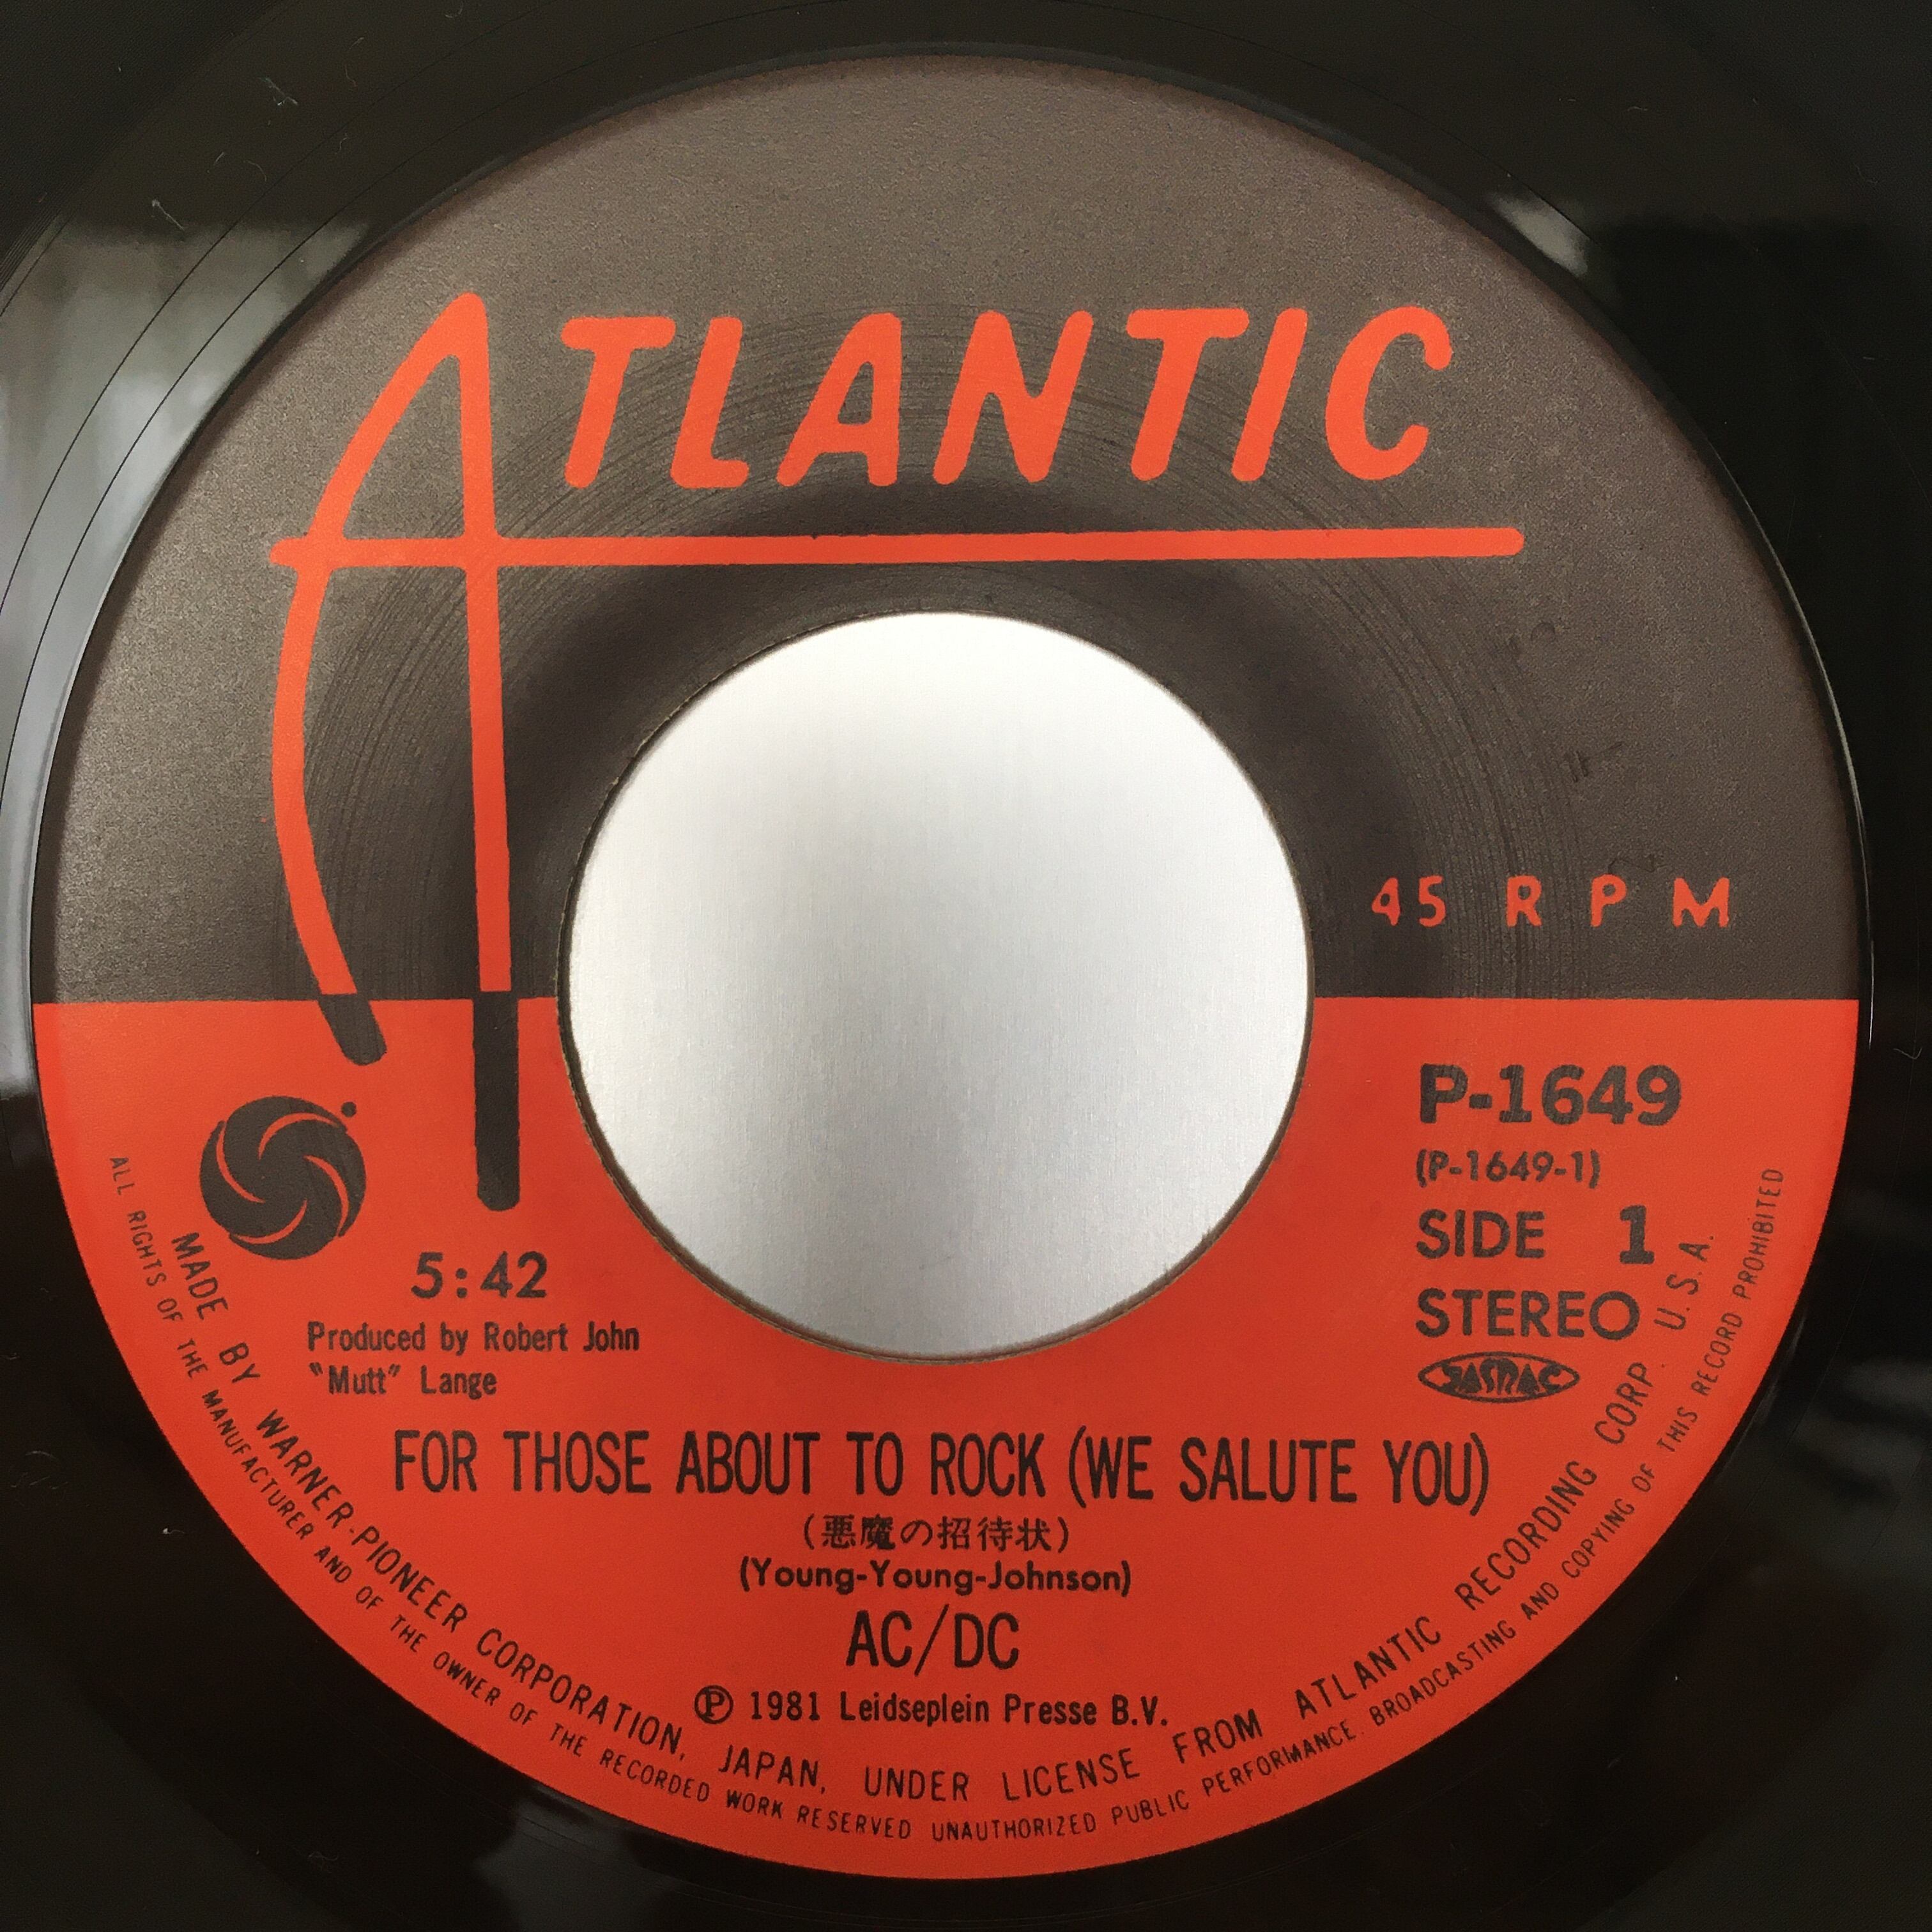 ATLANTIC
45 RPM
P-1649
(P-1649-1)
SIDE 1
STEREO
JASRAC
5:42
Produced by Robert John
"Mutt" Lange
FOR THOSE ABOUT TO ROCK (WE SALUTE YOU)
(悪魔の招待状)
(Young-Young-Johnson)
AC/DC
Ⓟ 1981 Leidseplein Presse B.V.
MADE BY WARNER-PIONEER CORPORATION, JAPAN, UNDER LICENSE FROM ATLANTIC RECORDING CORP. U.S.A.
ALL RIGHTS OF THE MANUFACTURER AND OF THE OWNER OF THE RECORDED WORK RESERVED UNAUTHORIZED PUBLIC PERFORMANCE. BROADCASTING AND COPYING OF THIS RECORD PROHIBITED